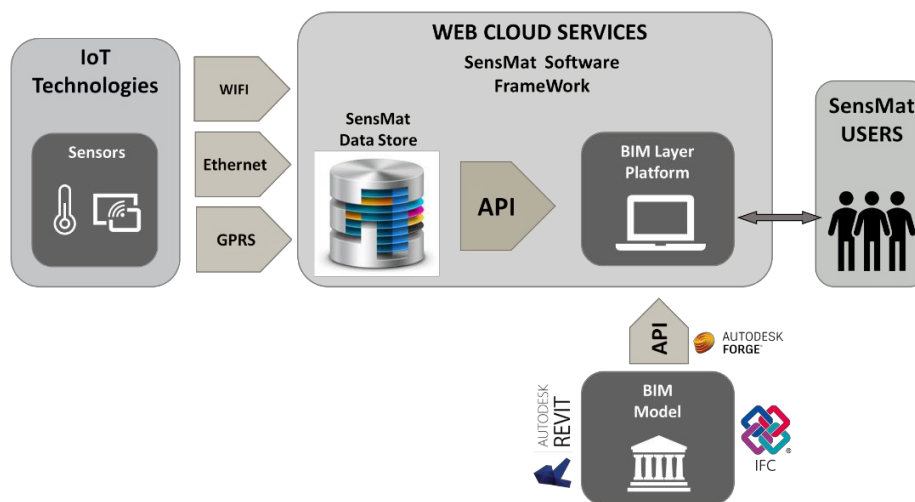 IoT
Technologies
Sensors
WIFI
Ethernet
GPRS
WEB CLOUD SERVICES
SensMat Software
FrameWork
SensMat
Data Store
API
BIM Layer
Platform
SensMat
USERS
API
AUTODESK
FORGE
AUTODESK
REVIT
BIM
Model
IFC
®